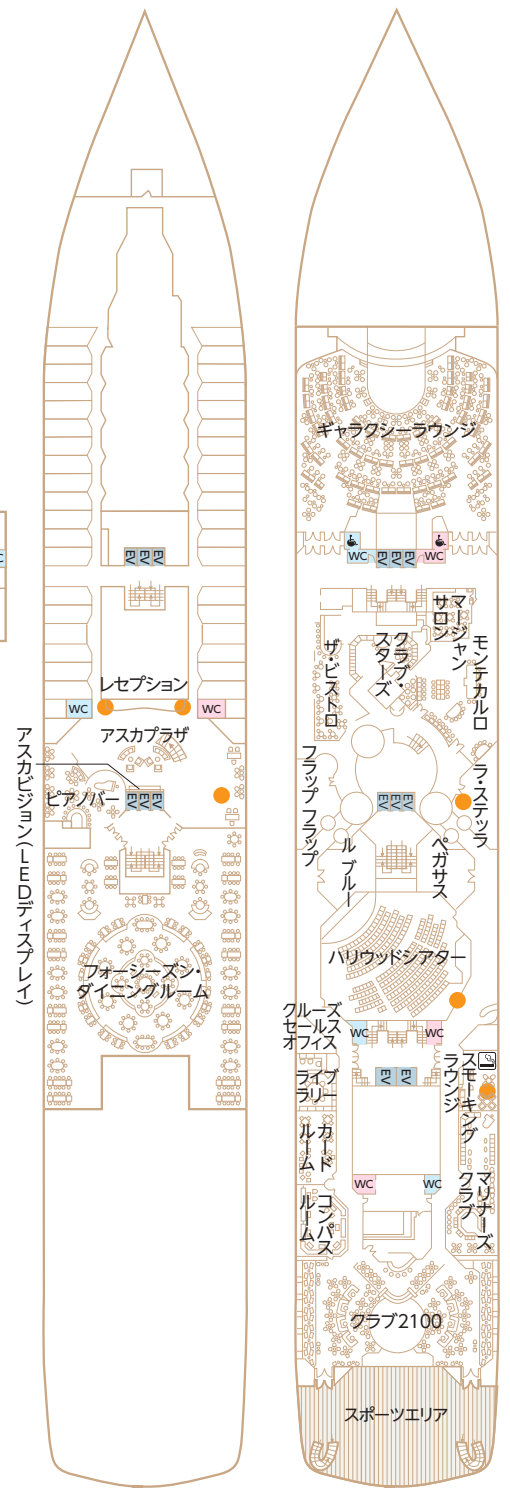 EV EV EV
レセプション
WC
WC
アスカプラザ
アスカビジョン(LEDディスプレイ)
ピアノバー
EV EV EV
フォーシーズン・
ダイニングルーム
ギャラクシーラウンジ
WC
EV EV EV
WC
マージャン
サロン
クラブ・
スターズ
ザ・ビストロ
モンテカルロ
フラップ フラップ
EV EV EV
ラ・ステッラ
ル ブルー
ペガサス
ハリウッドシアター
クルーズ
セールス
オフィス
WC
WC
スモーキング
ラウンジ
ライブ
ラリー
EV EV
カード
ルーム
WC
WC
マリナーズ
クラブ
コンパス
ルーム
クラブ2100
スポーツエリア